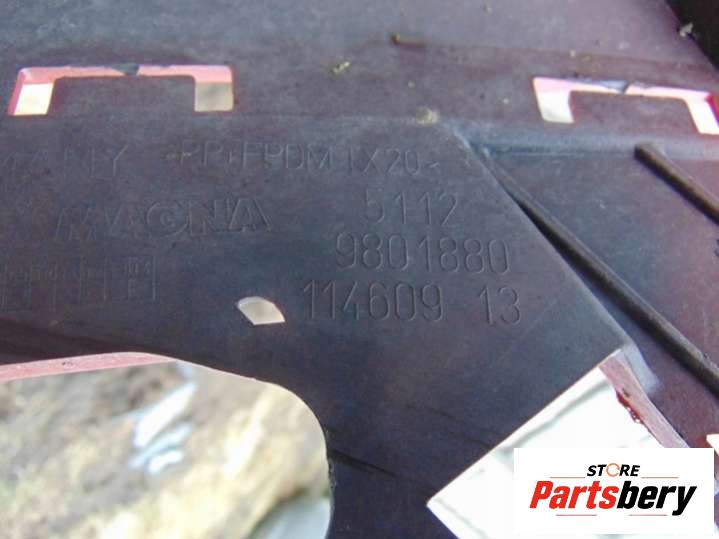 >PP+EPDM TX20<
MAGNA 5112
9801880
114609 13
STORE
Partsbery